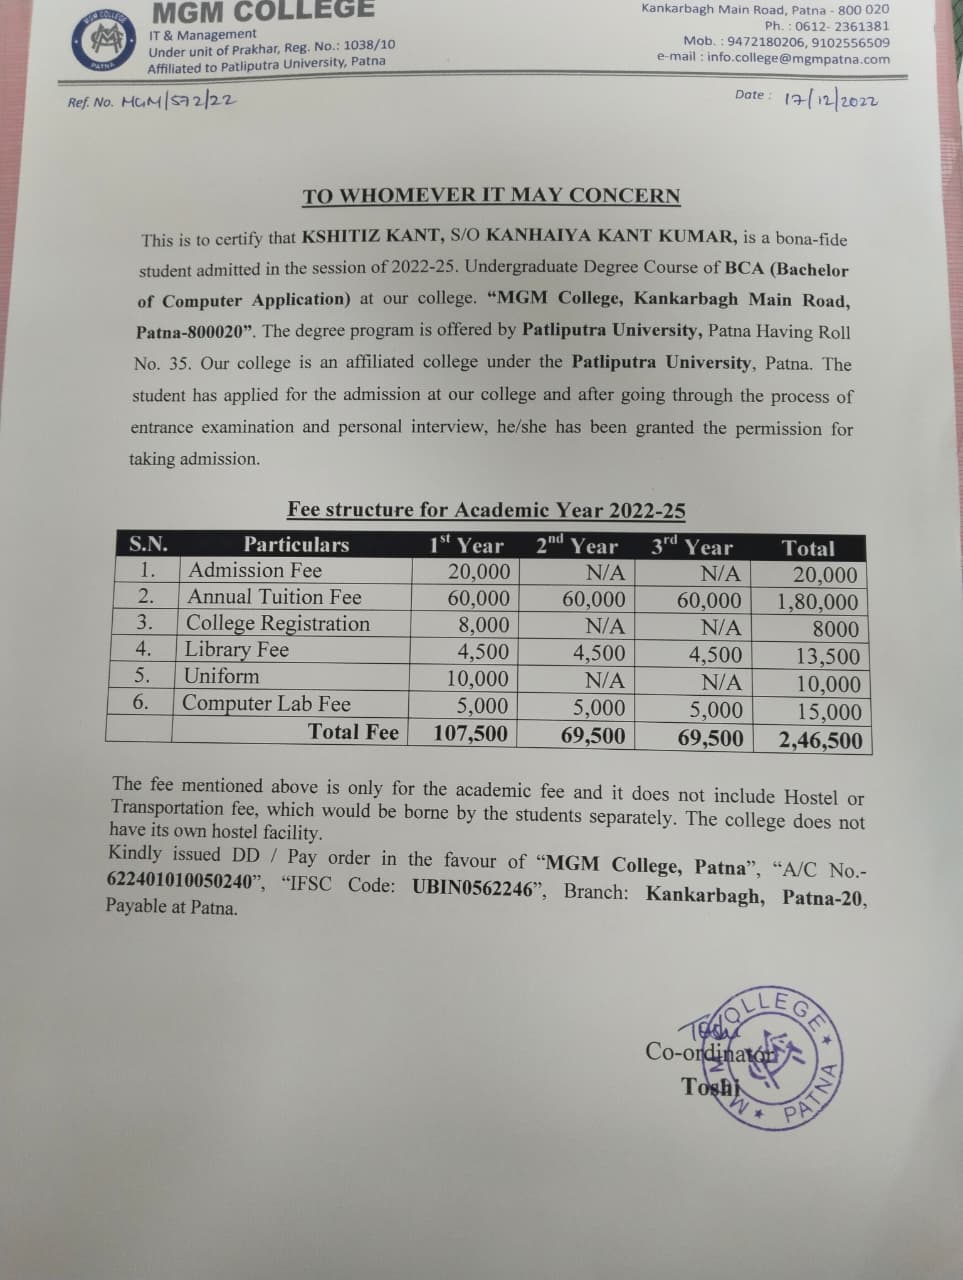 MGM COLLEGE
IT & Management
Under unit of Prakhar, Reg. No.: 1038/10
Affiliated to Patliputra University, Patna
Kankarbagh Main Road, Patna - 800 020
Ph. : 0612- 2361381
Mob. : 9472180206, 9102556509
e-mail : info.college@mgmpatna.com
MGM COLLEGE
PATNA
Ref. No. MGM/572/22
Date : 17/12/2022
TO WHOMEVER IT MAY CONCERN
This is to certify that KSHITIZ KANT, S/O KANHAIYA KANT KUMAR, is a bona-fide
student admitted in the session of 2022-25. Undergraduate Degree Course of BCA (Bachelor
of Computer Application) at our college. “MGM College, Kankarbagh Main Road,
Patna-800020”. The degree program is offered by Patliputra University, Patna Having Roll
No. 35. Our college is an affiliated college under the Patliputra University, Patna. The
student has applied for the admission at our college and after going through the process of
entrance examination and personal interview, he/she has been granted the permission for
taking admission.
Fee structure for Academic Year 2022-25
S.N. Particulars 1st Year 2nd Year 3rd Year Total
1. Admission Fee 20,000 N/A N/A 20,000
2. Annual Tuition Fee 60,000 60,000 60,000 1,80,000
3. College Registration 8,000 N/A N/A 8000
4. Library Fee 4,500 4,500 4,500 13,500
5. Uniform 10,000 N/A N/A 10,000
6. Computer Lab Fee 5,000 5,000 5,000 15,000
Total Fee 107,500 69,500 69,500 2,46,500
The fee mentioned above is only for the academic fee and it does not include Hostel or
Transportation fee, which would be borne by the students separately. The college does not
have its own hostel facility.
Kindly issued DD / Pay order in the favour of “MGM College, Patna”, “A/C No.-
622401010050240”, “IFSC Code: UBIN0562246”, Branch: Kankarbagh, Patna-20,
Payable at Patna.
Toshi
Co-ordinator
Toshi
MGM COLLEGE
PATNA